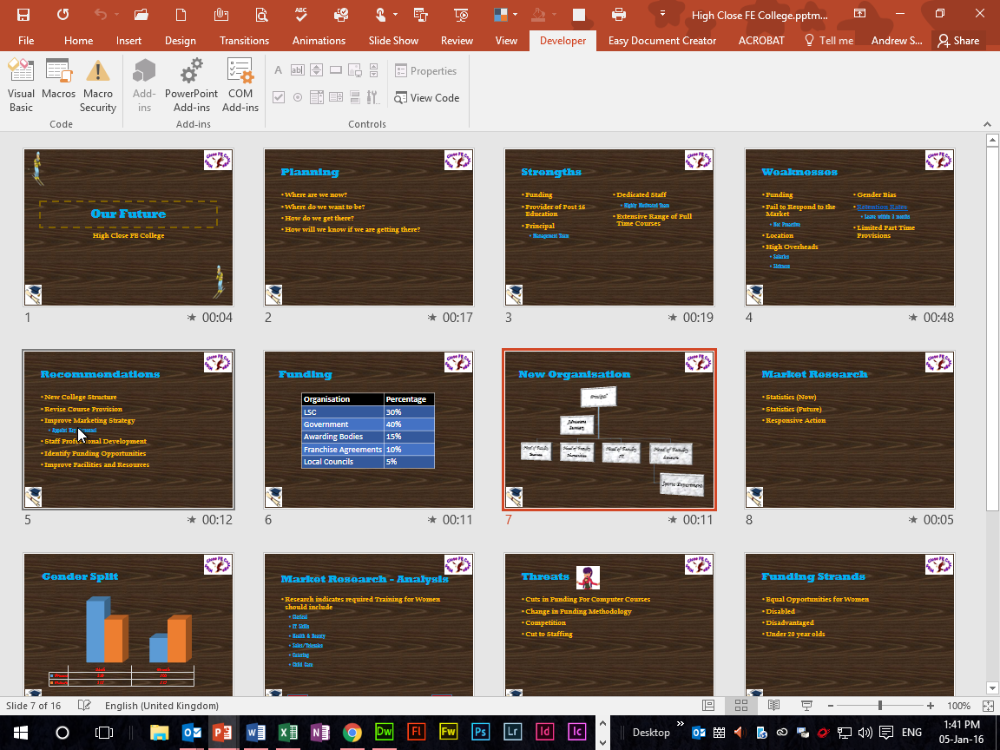 High Close FE College.pptm...
File Home Insert Design Transitions Animations Slide Show Review View Developer Easy Document Creator ACROBAT Tell me Andrew S... Share
Visual Basic
Macros
Macro Security
Code
Add-ins
PowerPoint Add-ins
COM Add-ins
Add-ins
Properties
View Code
Controls
Our Future
High Close FE College
1 00:04
Planning
• Where are we now?
• Where do we want to be?
• How do we get there?
• How will we know if we are getting there?
2 00:17
Strengths
• Funding
• Provider of Post 16
Education
• Principal
• Management Team
• Dedicated Staff
• Highly Motivated Team
• Extensive Range of Full
Time Courses
3 00:19
Weaknesses
• Funding
• Fail to Respond to the
Market
• Not Proactive
• Location
• High Overheads
• Salaries
• Sickness
• Gender Bias
• Retention Rates
• Leave within 3 months
• Limited Part Time
Provisions
4 00:48
Recommendations
• New College Structure
• Revise Course Provision
• Improve Marketing Strategy
• Appoint Key
• Staff Professional Development
• Identify Funding Opportunities
• Improve Facilities and Resources
5 00:12
Funding
Organisation Percentage
LSC 30%
Government 40%
Awarding Bodies 15%
Franchise Agreements 10%
Local Councils 5%
6 00:11
New Organisation
Principal
Head of Faculty
Head of Faculty
Head of Faculty
Head of Faculty
Sports Department
7 00:11
Market Research
• Statistics (Now)
• Statistics (Future)
• Responsive Action
8 00:05
Gender Split
Market Research - Analysis
• Research indicates required Training for Women
should include
• Clerical
• IT Skills
• Health & Beauty
• Sales/Telesales
• Catering
• Child Care
Threats
• Cuts in Funding For Computer Courses
• Change in Funding Methodology
• Competition
• Cut to Staffing
Funding Strands
• Equal Opportunities for Women
• Disabled
• Disadvantaged
• Under 20 year olds
Slide 7 of 16 English (United Kingdom) 100%
Dw Fl Fw Ps Lr Id Ic Desktop ENG
1:41 PM
05-Jan-16